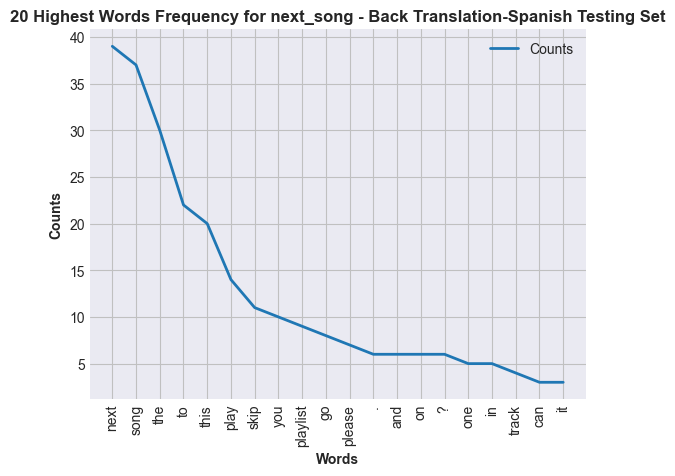 20 Highest Words Frequency for next_song - Back Translation-Spanish Testing Set
Counts
40
35
30
25
20
15
10
5
Counts
next
song
the
to
this
play
skip
you
playlist
go
please
.
and
on
?
one
in
track
can
it
Words